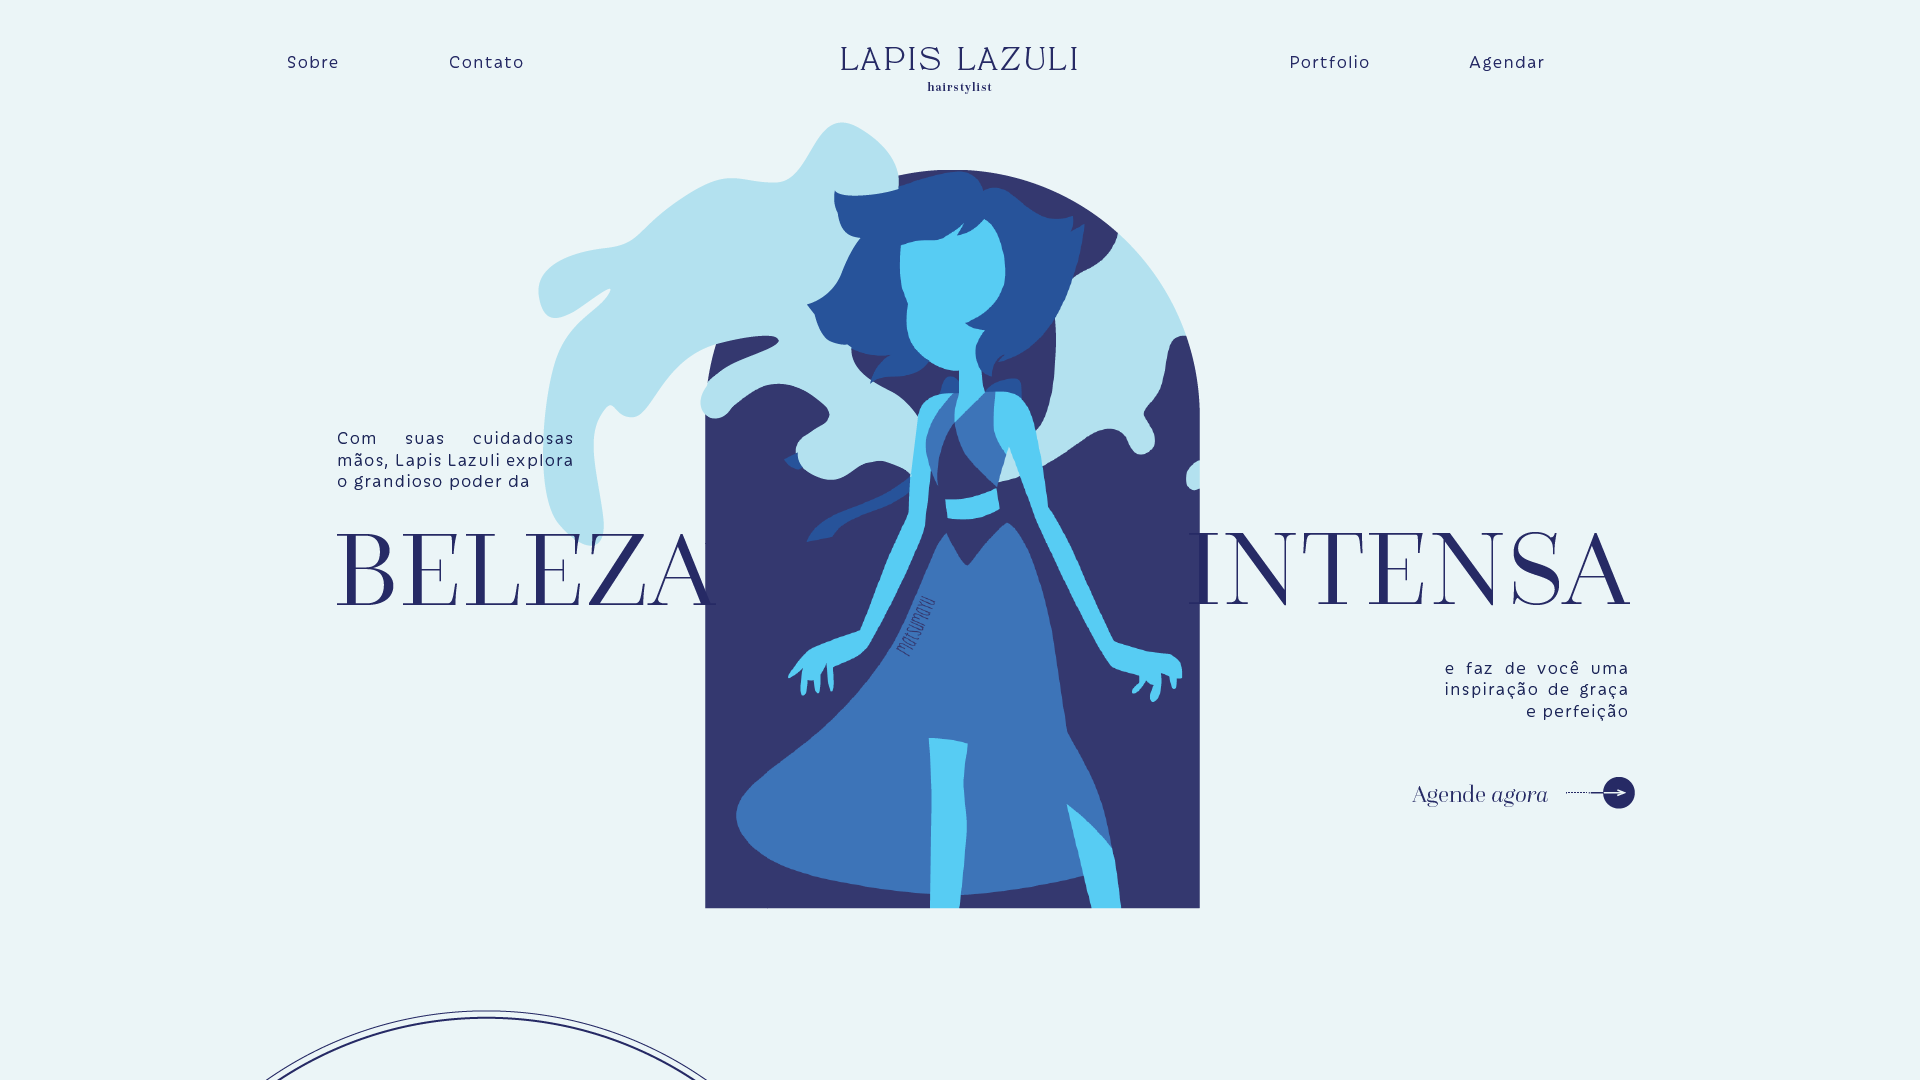 Sobre
Contato
LAPIS LAZULI
hairstylist
Portfolio
Agendar
Com suas cuidadosas
mãos, Lapis Lazuli explora
o grandioso poder da
BELEZA
INTENSA
matsumayu
e faz de você uma
inspiração de graça
e perfeição
Agende agora